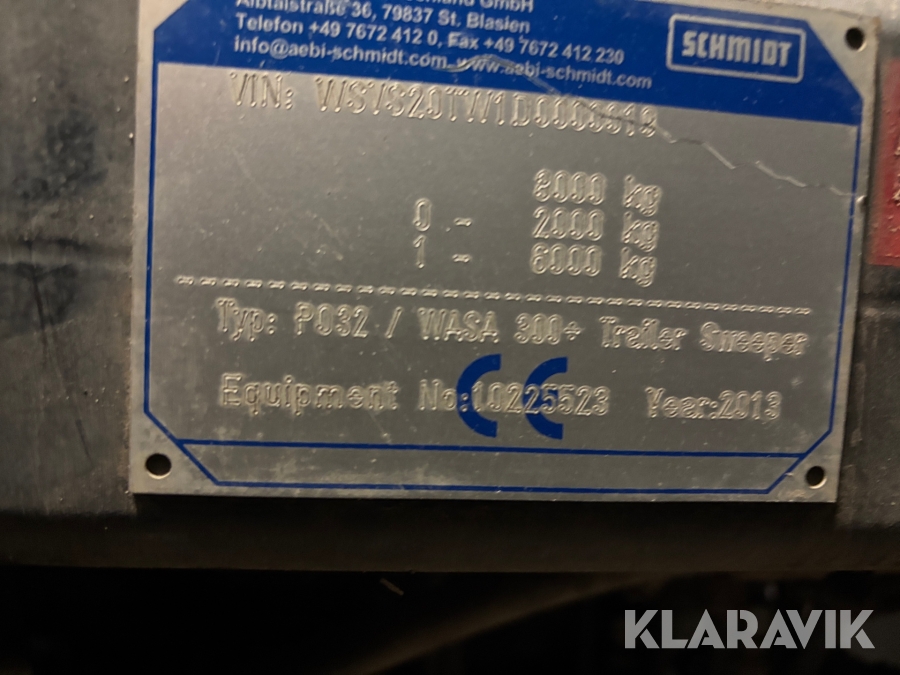 Albtalstraße 36, 79837 St. Blasien
Telefon +49 7672 412 0, Fax +49 7672 412 230
info@aebi-schmidt.com www.aebi-schmidt.com
SCHMIDT
VIN:
8000 kg
0 - 2000 kg
1 - 6000 kg
Typ: PO32 / WASA 300+ Trailer Sweeper
Equipment No:10225523 Year:2013
CE
KLARAVIK